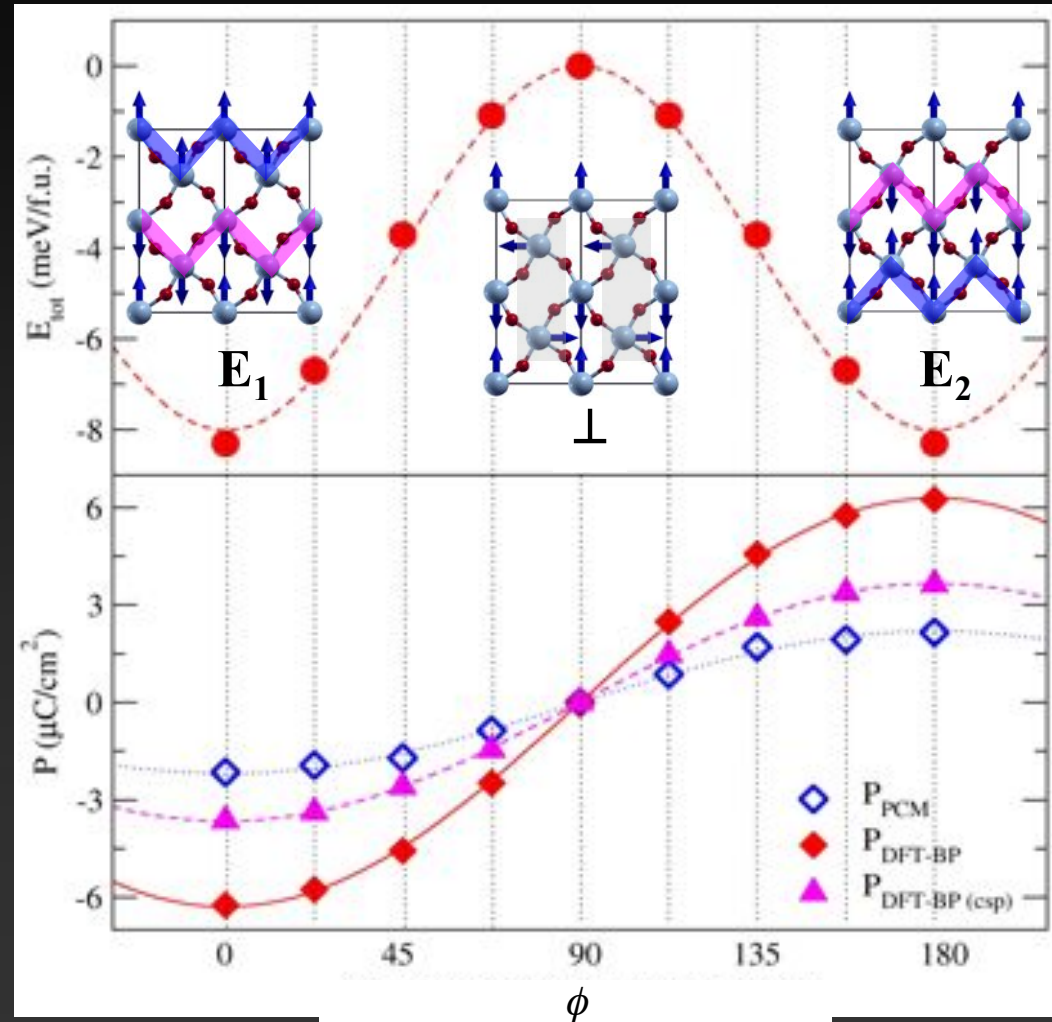 E_tot (meV/f.u.)
0
-2
-4
-6
-8
E₁
⊥
E₂
P (μC/cm²)
6
3
0
-3
-6
P_PCM
P_DFT-BP
P_DFT-BP (csp)
0 45 90 135 180
ϕ